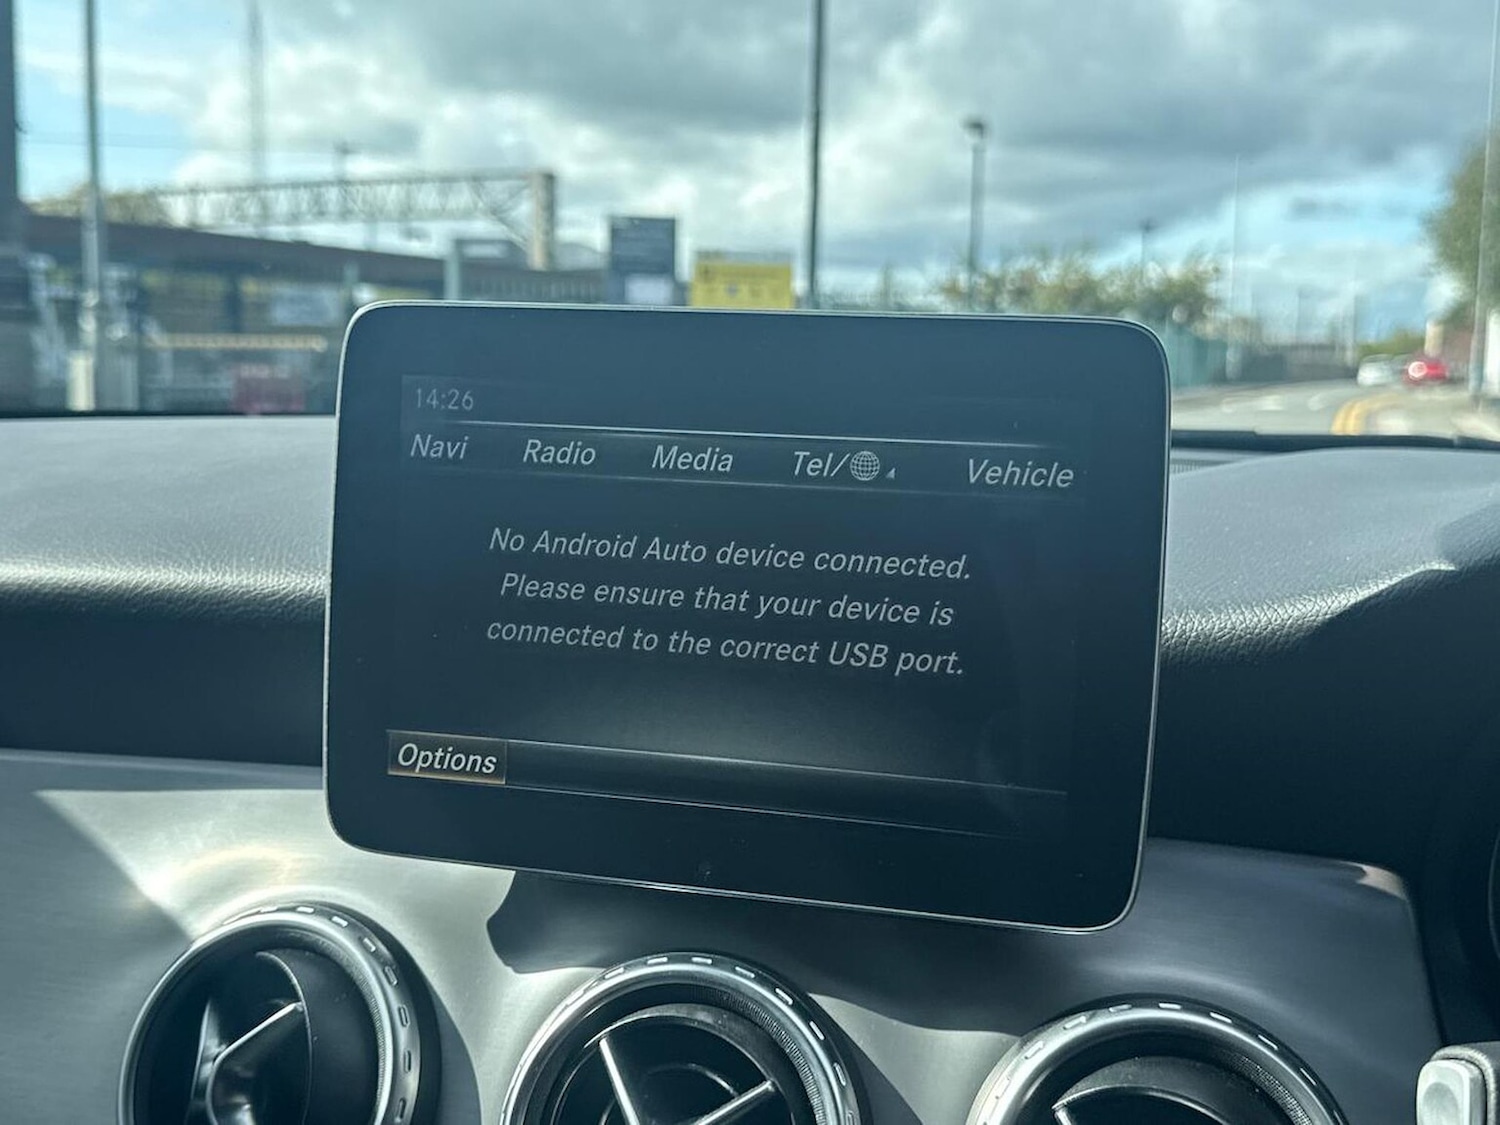 14:26
Navi Radio Media Tel/ Vehicle
No Android Auto device connected.
Please ensure that your device is
connected to the correct USB port.
Options